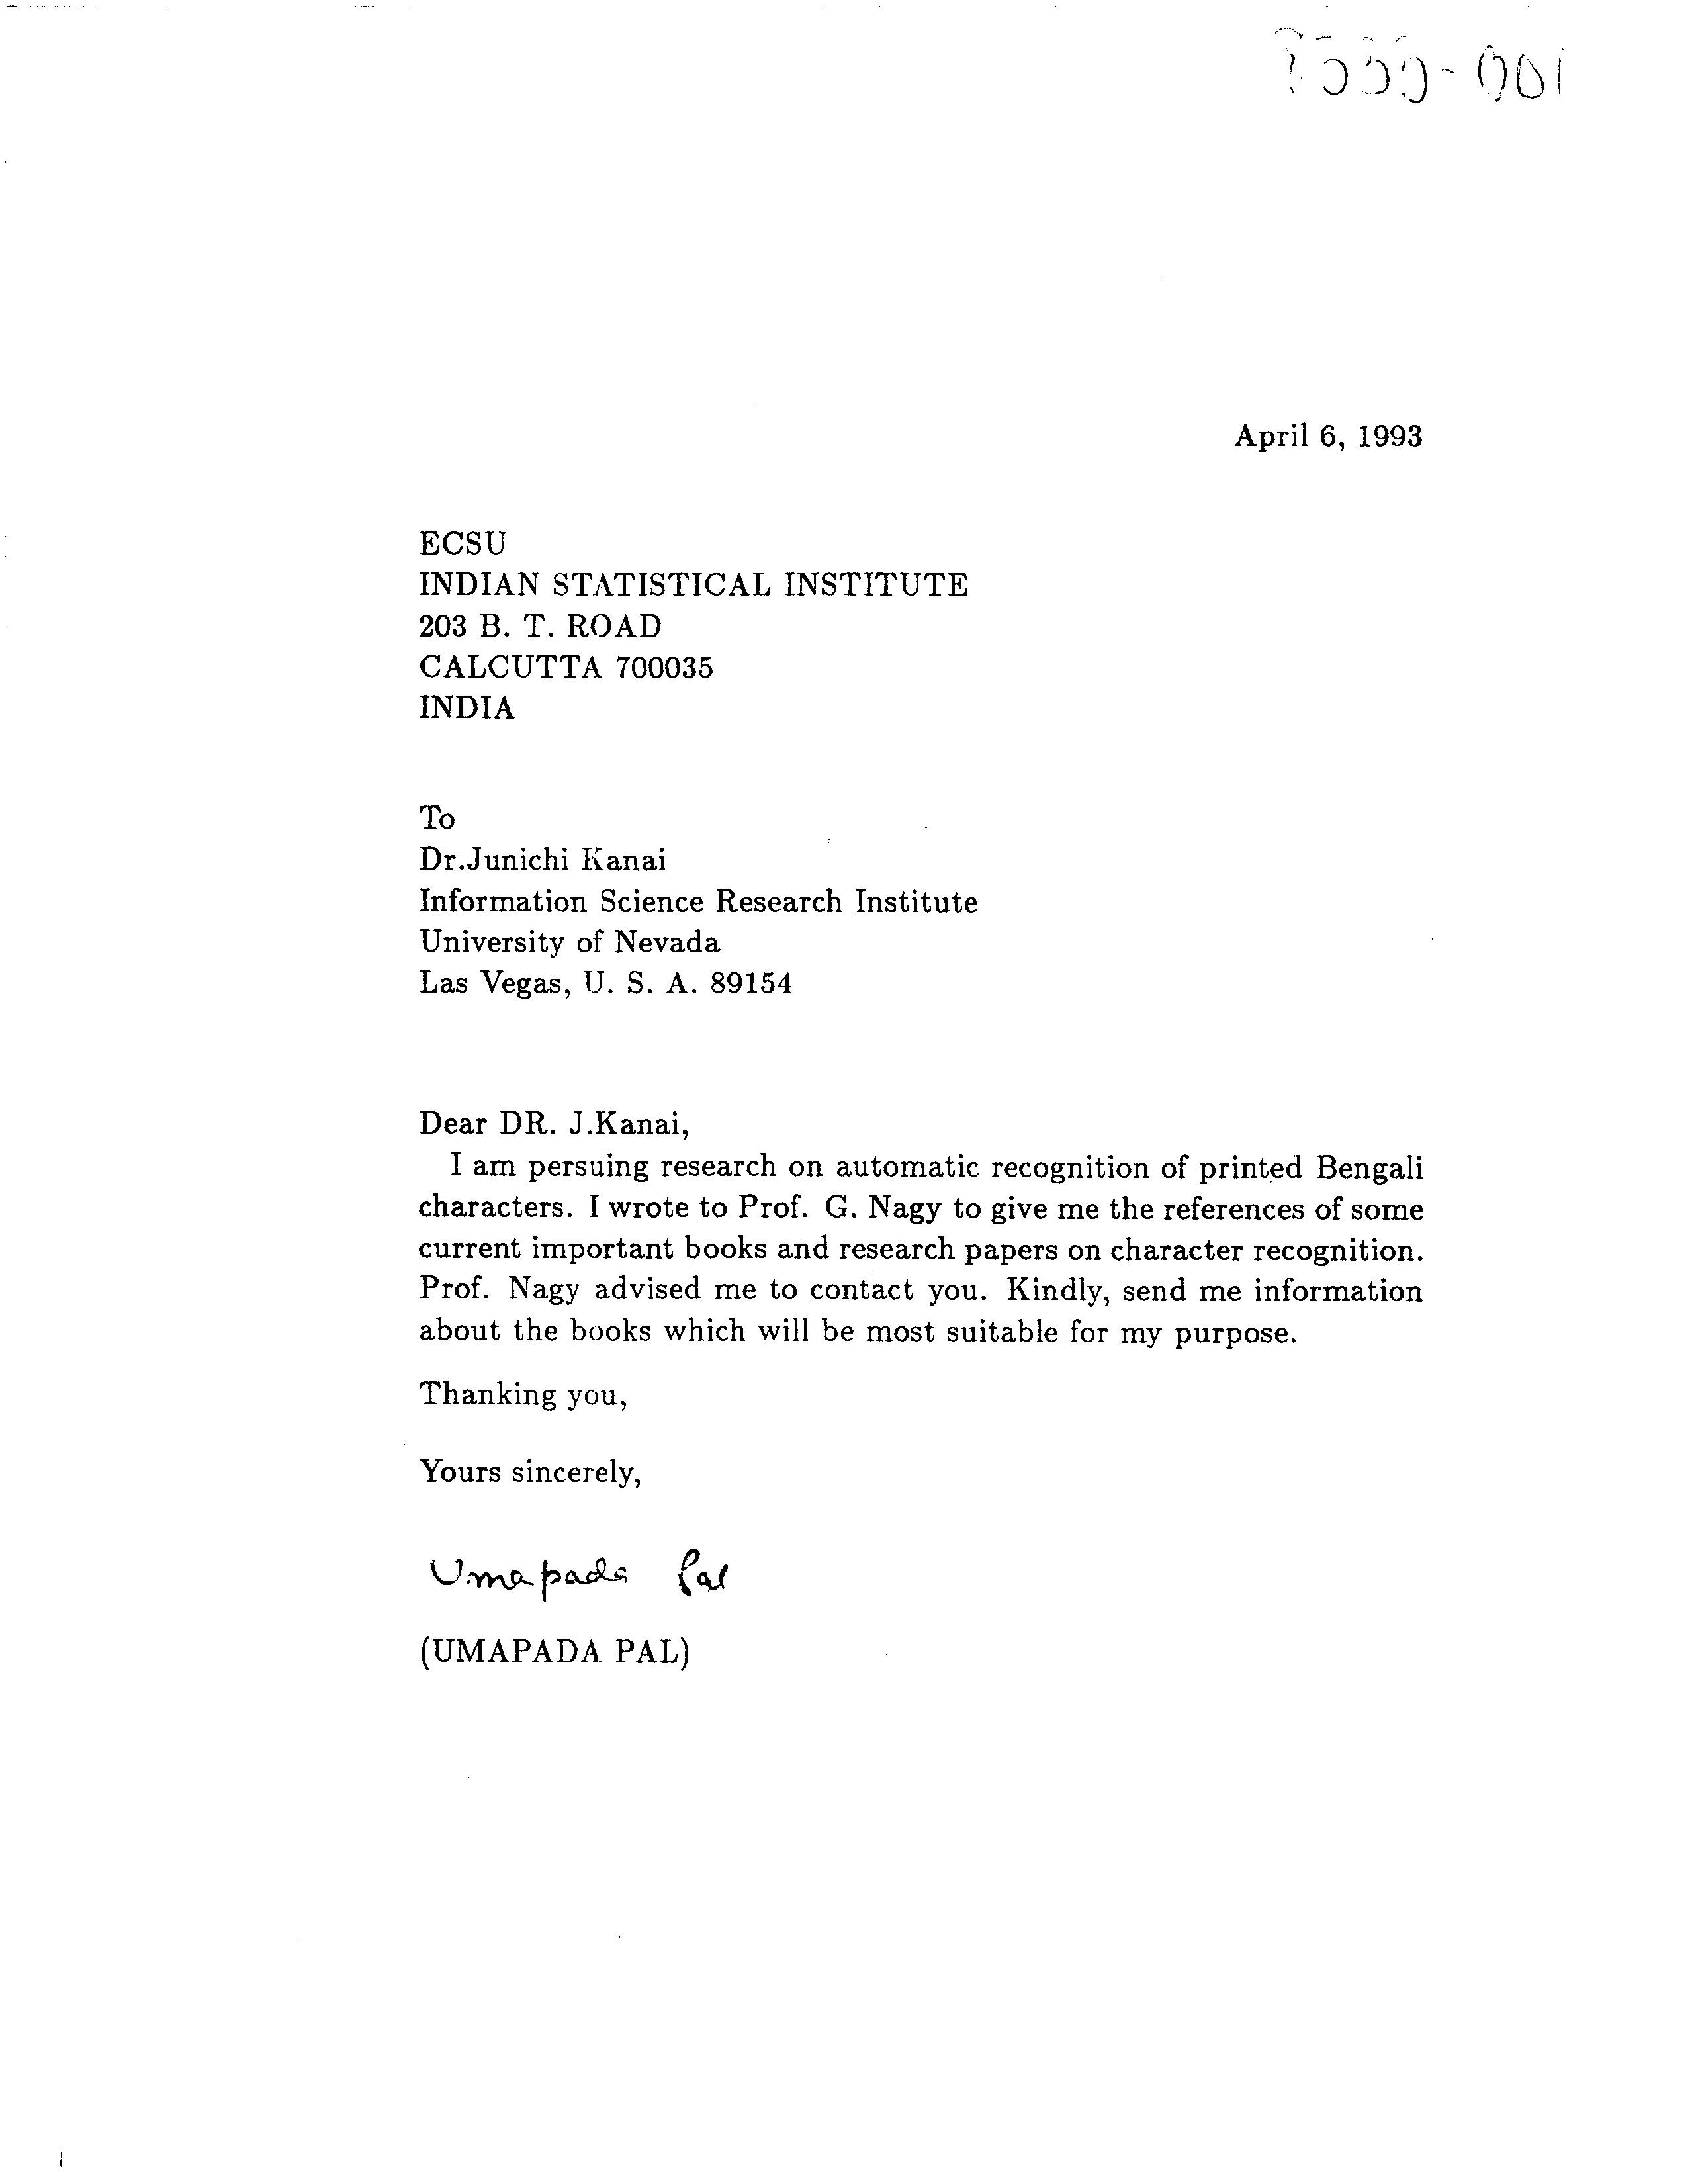 April 6, 1993
ECSU
INDIAN STATISTICAL INSTITUTE
203 B. T. ROAD
CALCUTTA 700035
INDIA
To
Dr.Junichi Kanai
Information Science Research Institute
University of Nevada
Las Vegas, U. S. A. 89154
Dear DR. J.Kanai,
I am persuing research on automatic recognition of printed Bengali
characters. I wrote to Prof. G. Nagy to give me the references of some
current important books and research papers on character recognition.
Prof. Nagy advised me to contact you. Kindly, send me information
about the books which will be most suitable for my purpose.
Thanking you,
Yours sincerely,
Umapada Pal
(UMAPADA PAL)